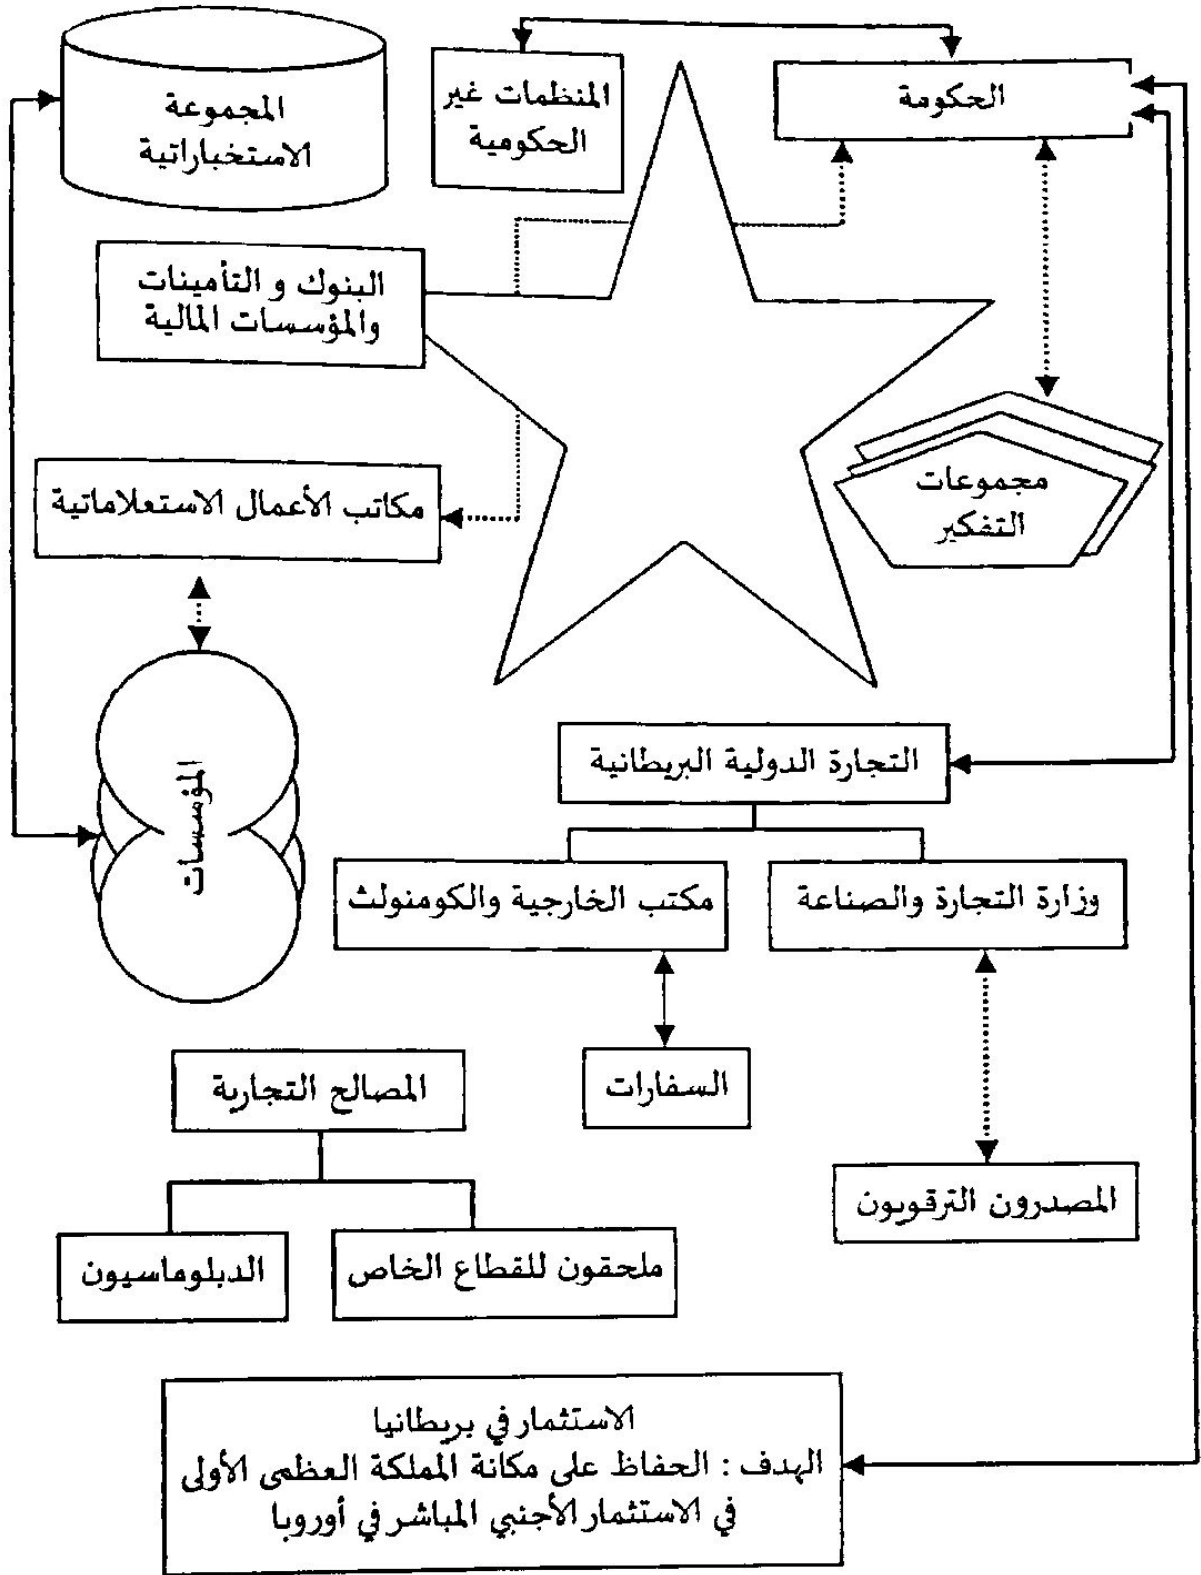 الحكومة
المنظمات غير
الحكومية
المجموعة
الاستخباراتية
البنوك و التأمينات
والمؤسسات المالية
مجموعات
التفكير
مكاتب الأعمال الاستعلاماتية
المؤسسات
التجارة الدولية البريطانية
وزارة التجارة والصناعة
مكتب الخارجية والكومنولث
السفارات
المصالح التجارية
المصدرون الترقويون
ملحقون للقطاع الخاص
الدبلوماسيون
الاستثمار في بريطانيا
الهدف : الحفاظ على مكانة المملكة العظمى الأولى
في الاستثمار الأجنبي المباشر في أوروبا